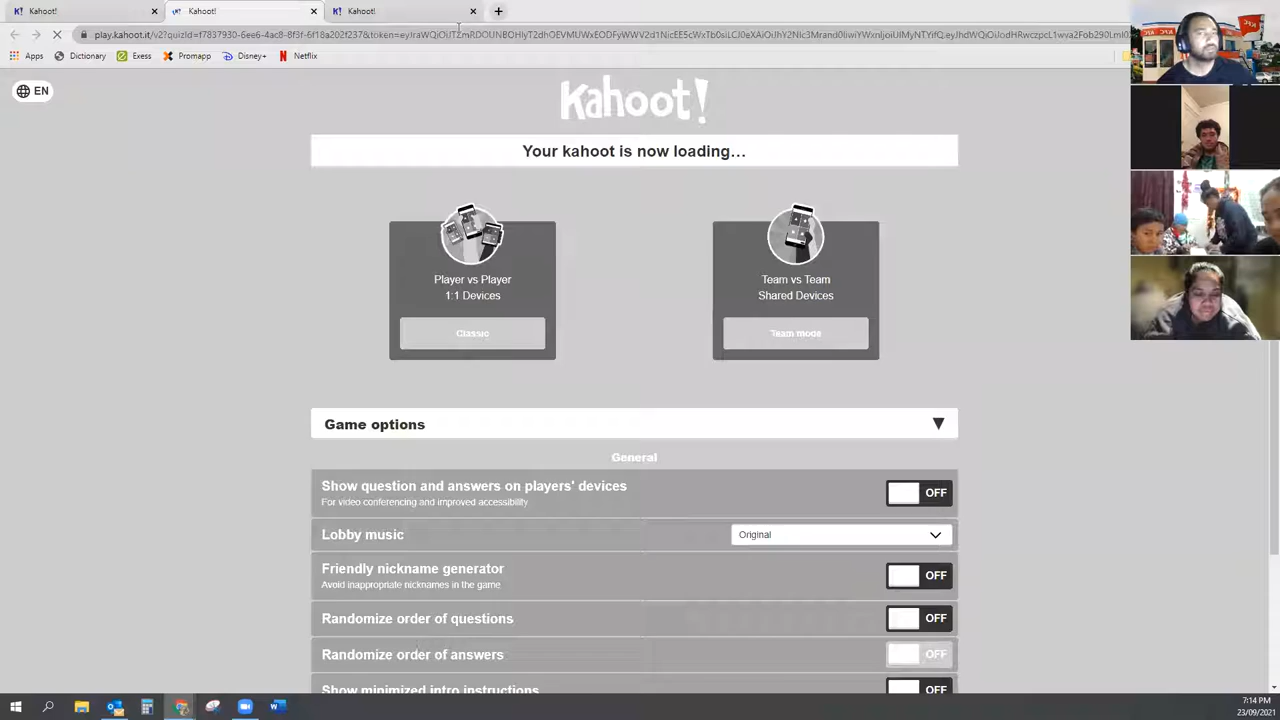 Kahoot!
Kahoot!
Kahoot!
Apps
Dictionary
Exess
Promapp
Disney+
Netflix
EN
Kahoot!
Your kahoot is now loading...
Player vs Player
1:1 Devices
Classic
Team vs Team
Shared Devices
Team mode
Game options
General
Show question and answers on players' devices
For video conferencing and improved accessibility
OFF
Lobby music
Original
Friendly nickname generator
Avoid inappropriate nicknames in the game
OFF
Randomize order of questions
OFF
Randomize order of answers
OFF
Show minimized intro instructions
OFF
7:14 PM
23/09/2021
KFC